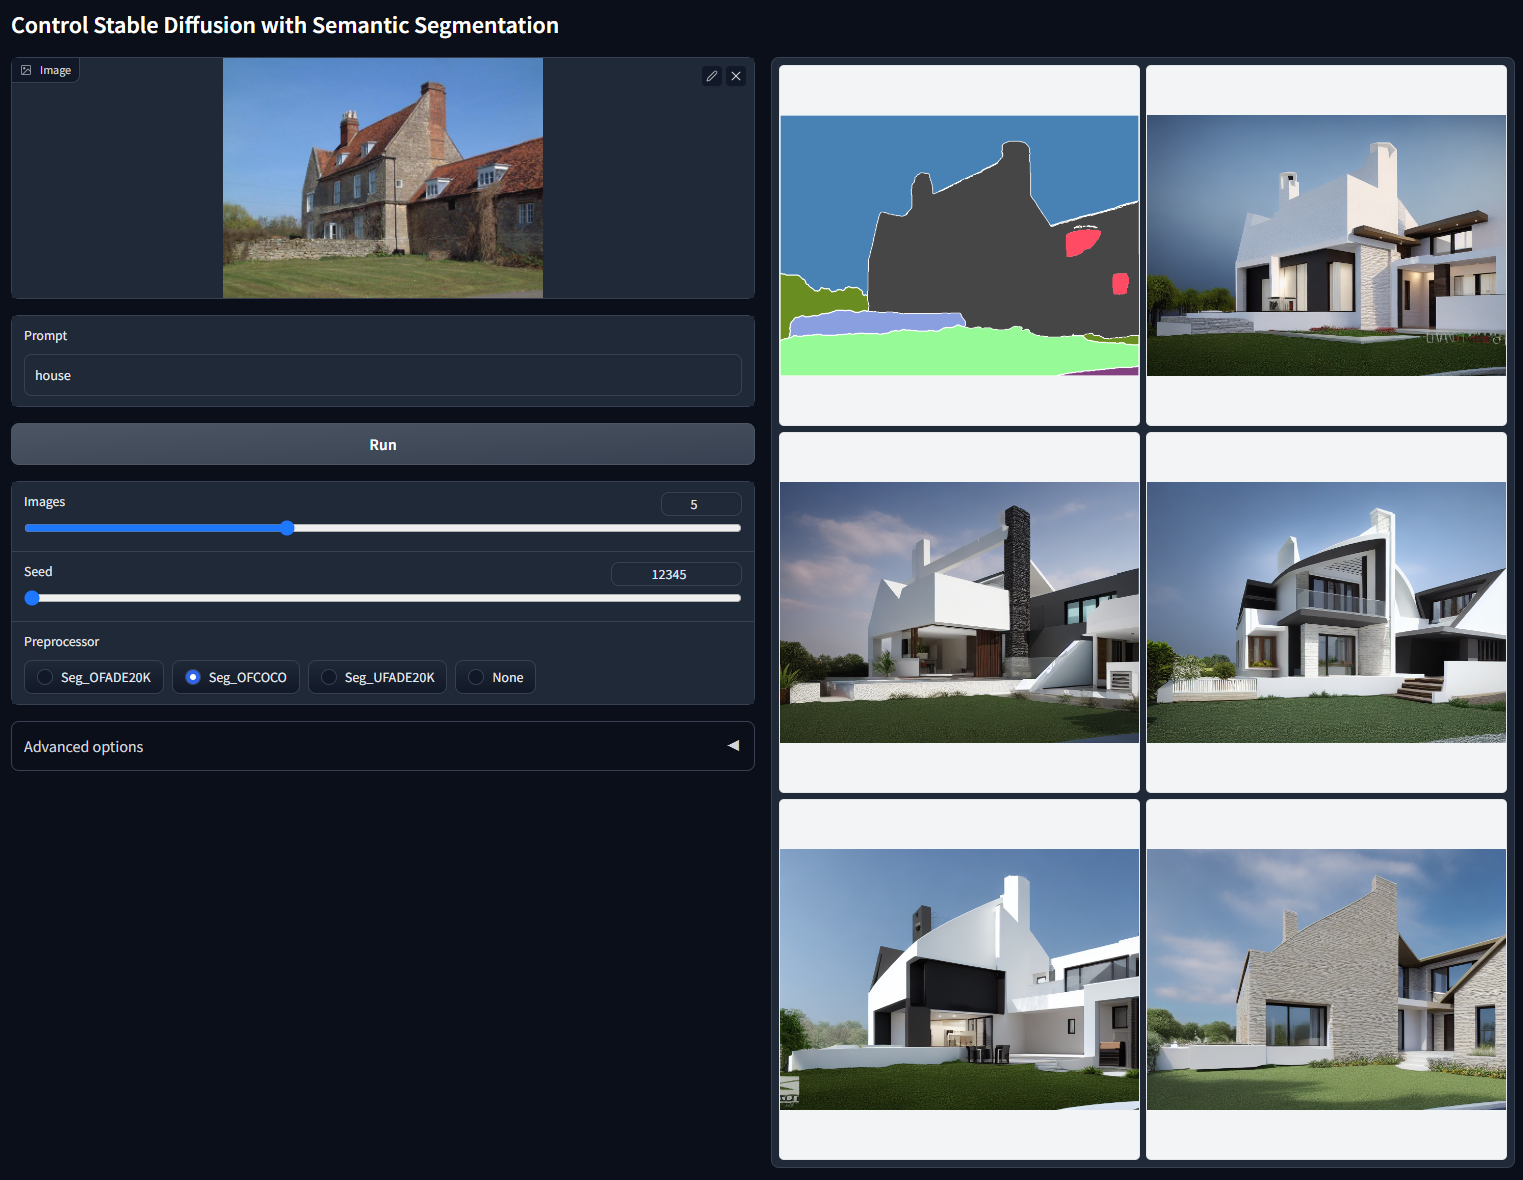 Control Stable Diffusion with Semantic Segmentation
Image
Prompt
house
Run
Images
5
Seed
12345
Preprocessor
Seg_OFADE20K
Seg_OFCOCO
Seg_UFADE20K
None
Advanced options